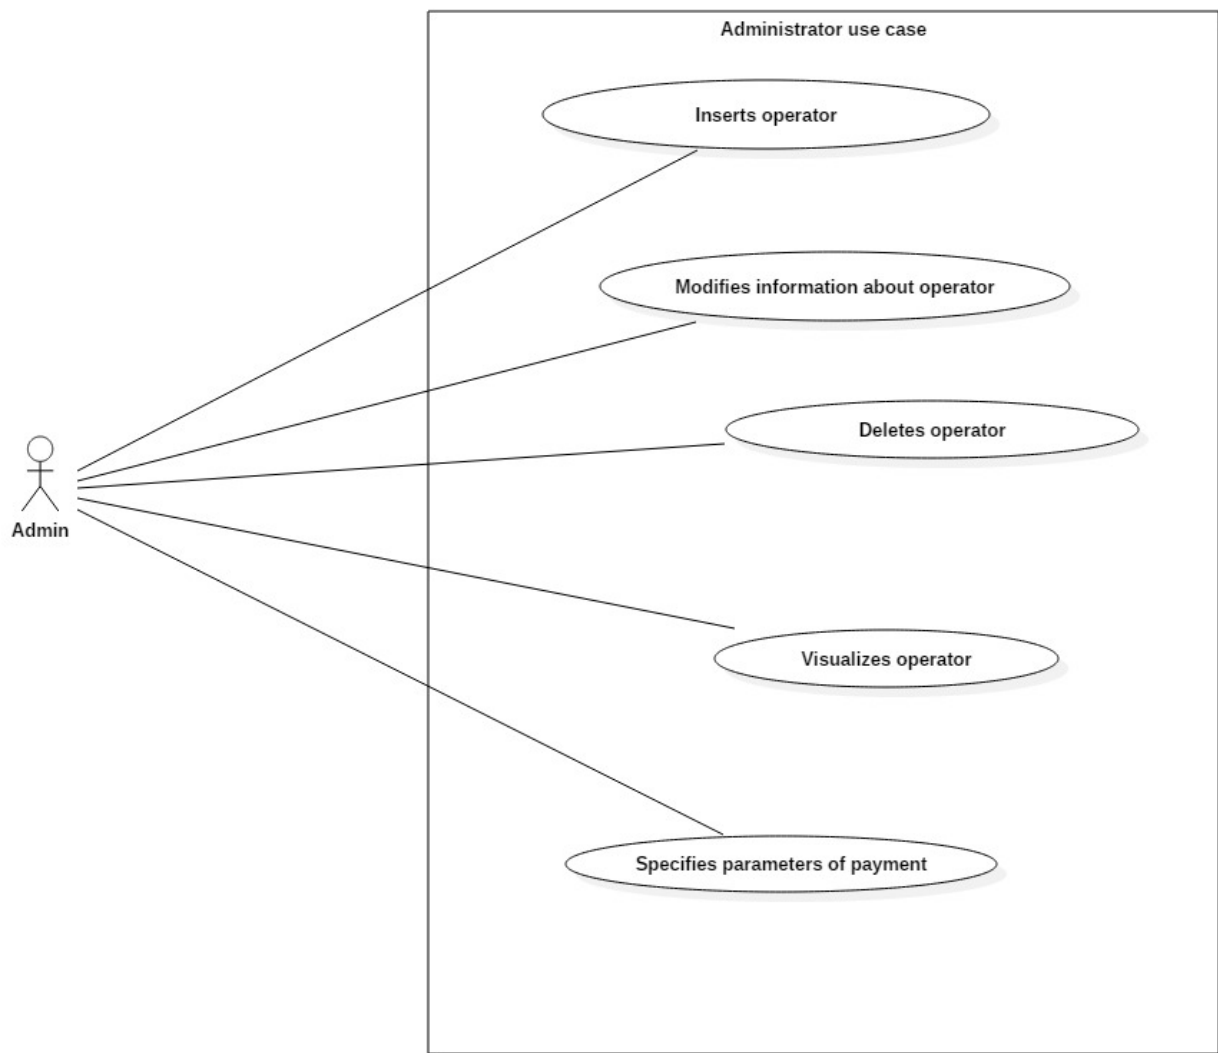 Administrator use case
Inserts operator
Modifies information about operator
Deletes operator
Admin
Visualizes operator
Specifies parameters of payment